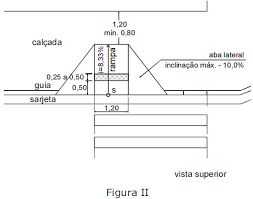 1,20
mín. 0,80
calçada
i=8,33%
rampa
aba lateral
inclinação máx. - 10,0%
0,25 a 0,50
guia
0,50
sarjeta
s
1,20
vista superior
Figura II